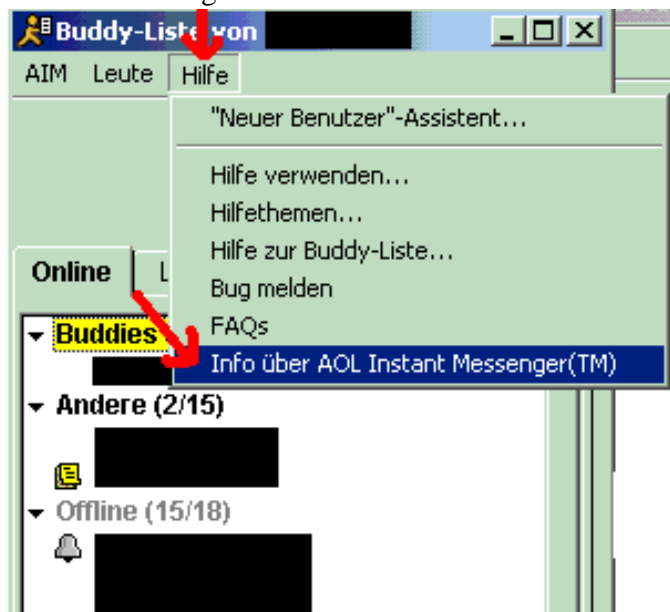 Buddy-Liste von
AIM Leute Hilfe
"Neuer Benutzer"-Assistent...
Hilfe verwenden...
Hilfethemen...
Hilfe zur Buddy-Liste...
Bug melden
FAQs
Info über AOL Instant Messenger(TM)
Online
Buddies
Andere (2/15)
Offline (15/18)